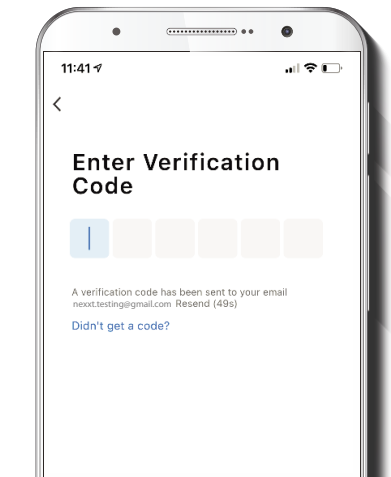 11:41
Enter Verification
Code
A verification code has been sent to your email
nexxt.testing@gmail.com Resend (49s)
Didn't get a code?